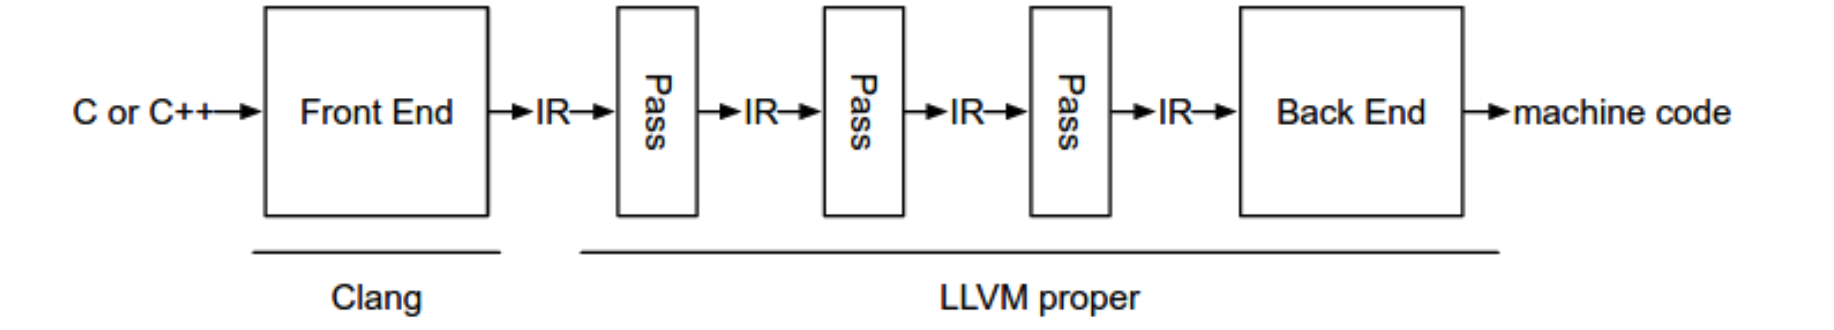 C or C++ Front End IR Pass IR Pass IR Pass IR Back End machine code
Clang LLVM proper